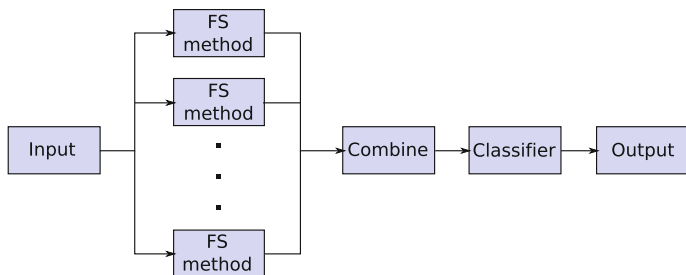 FS
method
FS
method
Input
Combine
Classifier
Output
FS
method